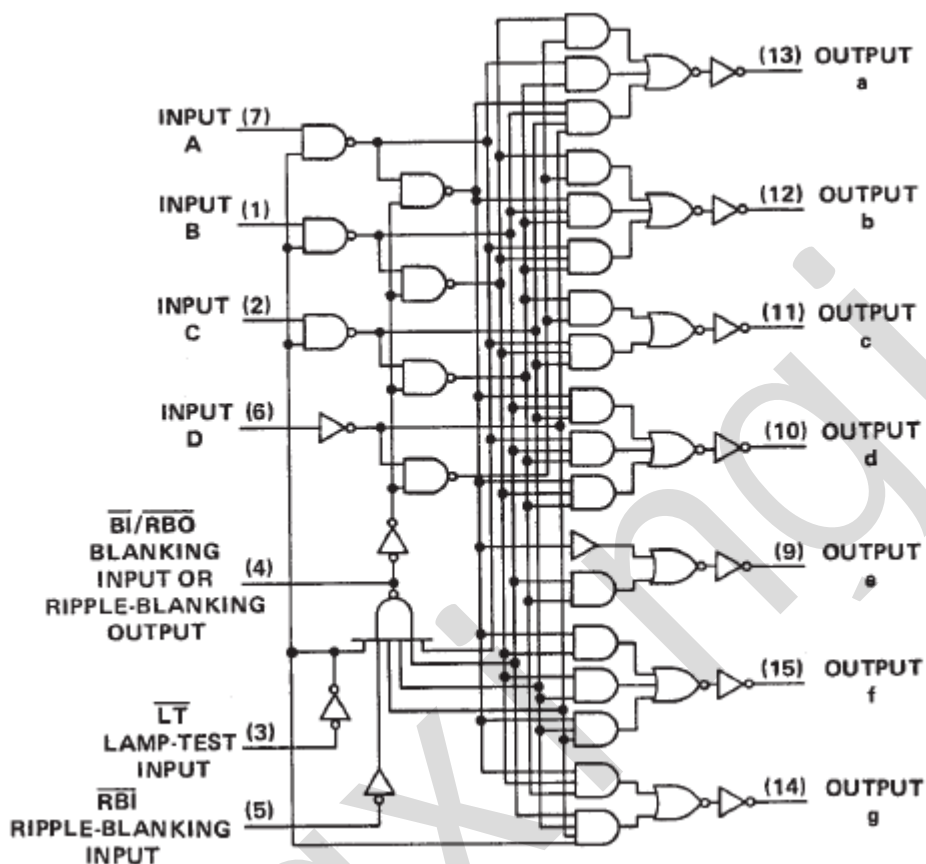 (13) OUTPUT
a
INPUT (7)
A
INPUT (1)
B
(12) OUTPUT
b
INPUT (2)
C
(11) OUTPUT
c
INPUT (6)
D
(10) OUTPUT
d
BI/RBO
BLANKING
INPUT OR (4)
RIPPLE-BLANKING
OUTPUT
(9) OUTPUT
e
LT
LAMP-TEST (3)
INPUT
(15) OUTPUT
f
RBI
RIPPLE-BLANKING (5)
INPUT
(14) OUTPUT
g